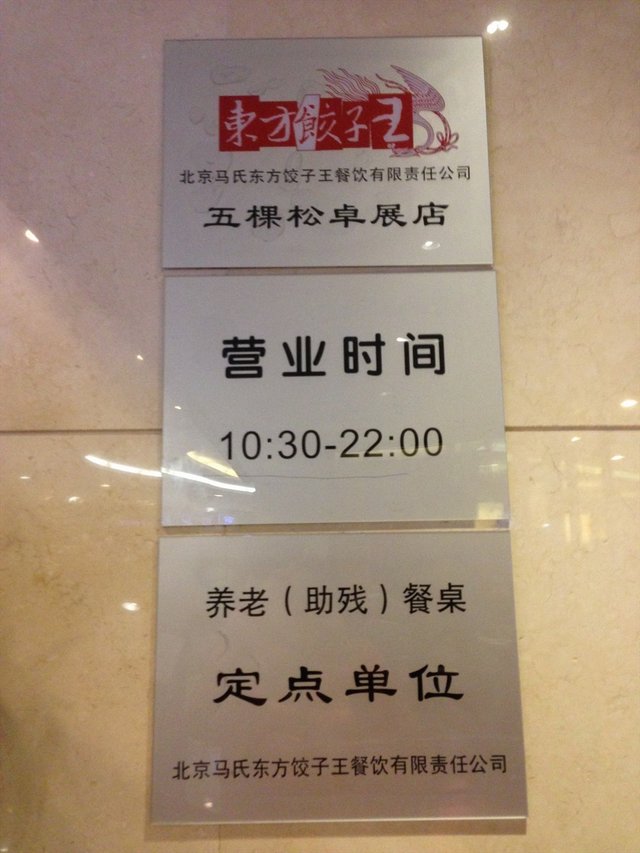 東方餃子王
北京马氏东方饺子王餐饮有限责任公司
五棵松卓展店
营业时间
10:30-22:00
养老（助残）餐桌
定点单位
北京马氏东方饺子王餐饮有限责任公司